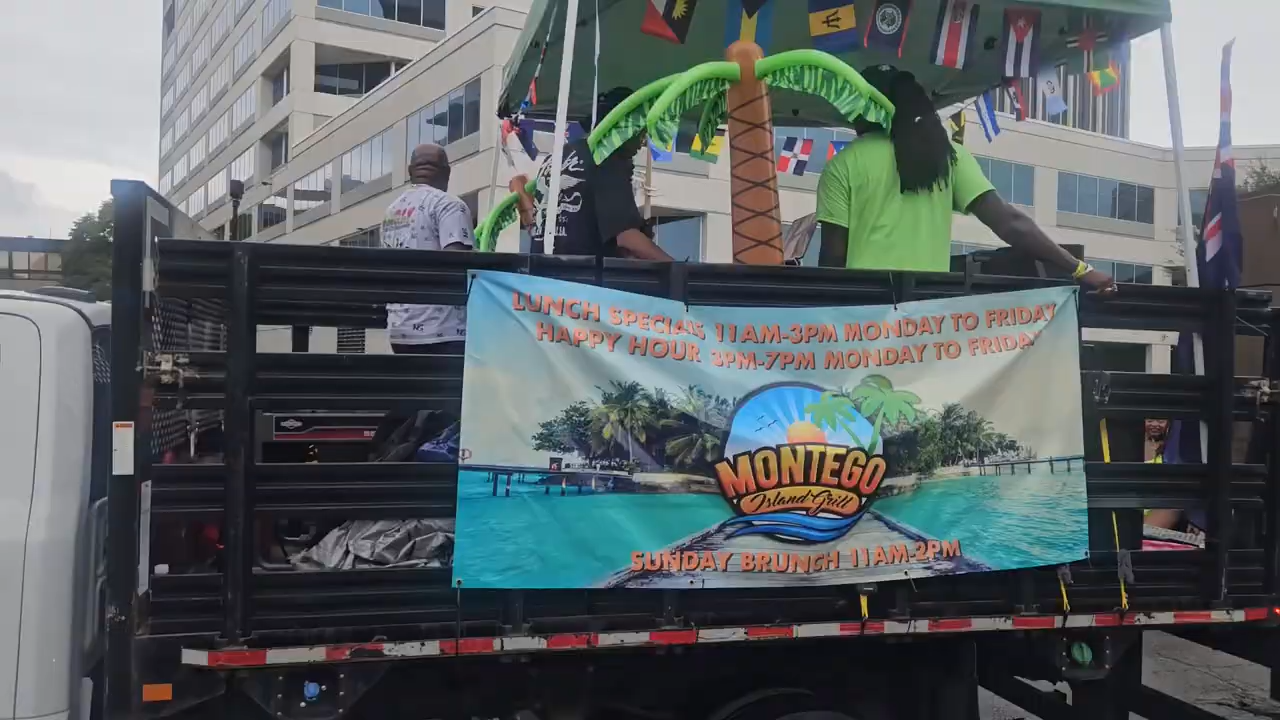 LUNCH SPECIALS 11AM-3PM MONDAY TO FRIDAY
HAPPY HOUR 3PM-7PM MONDAY TO FRIDAY
MONTEGO
Island Grill
SUNDAY BRUNCH 11AM-2PM